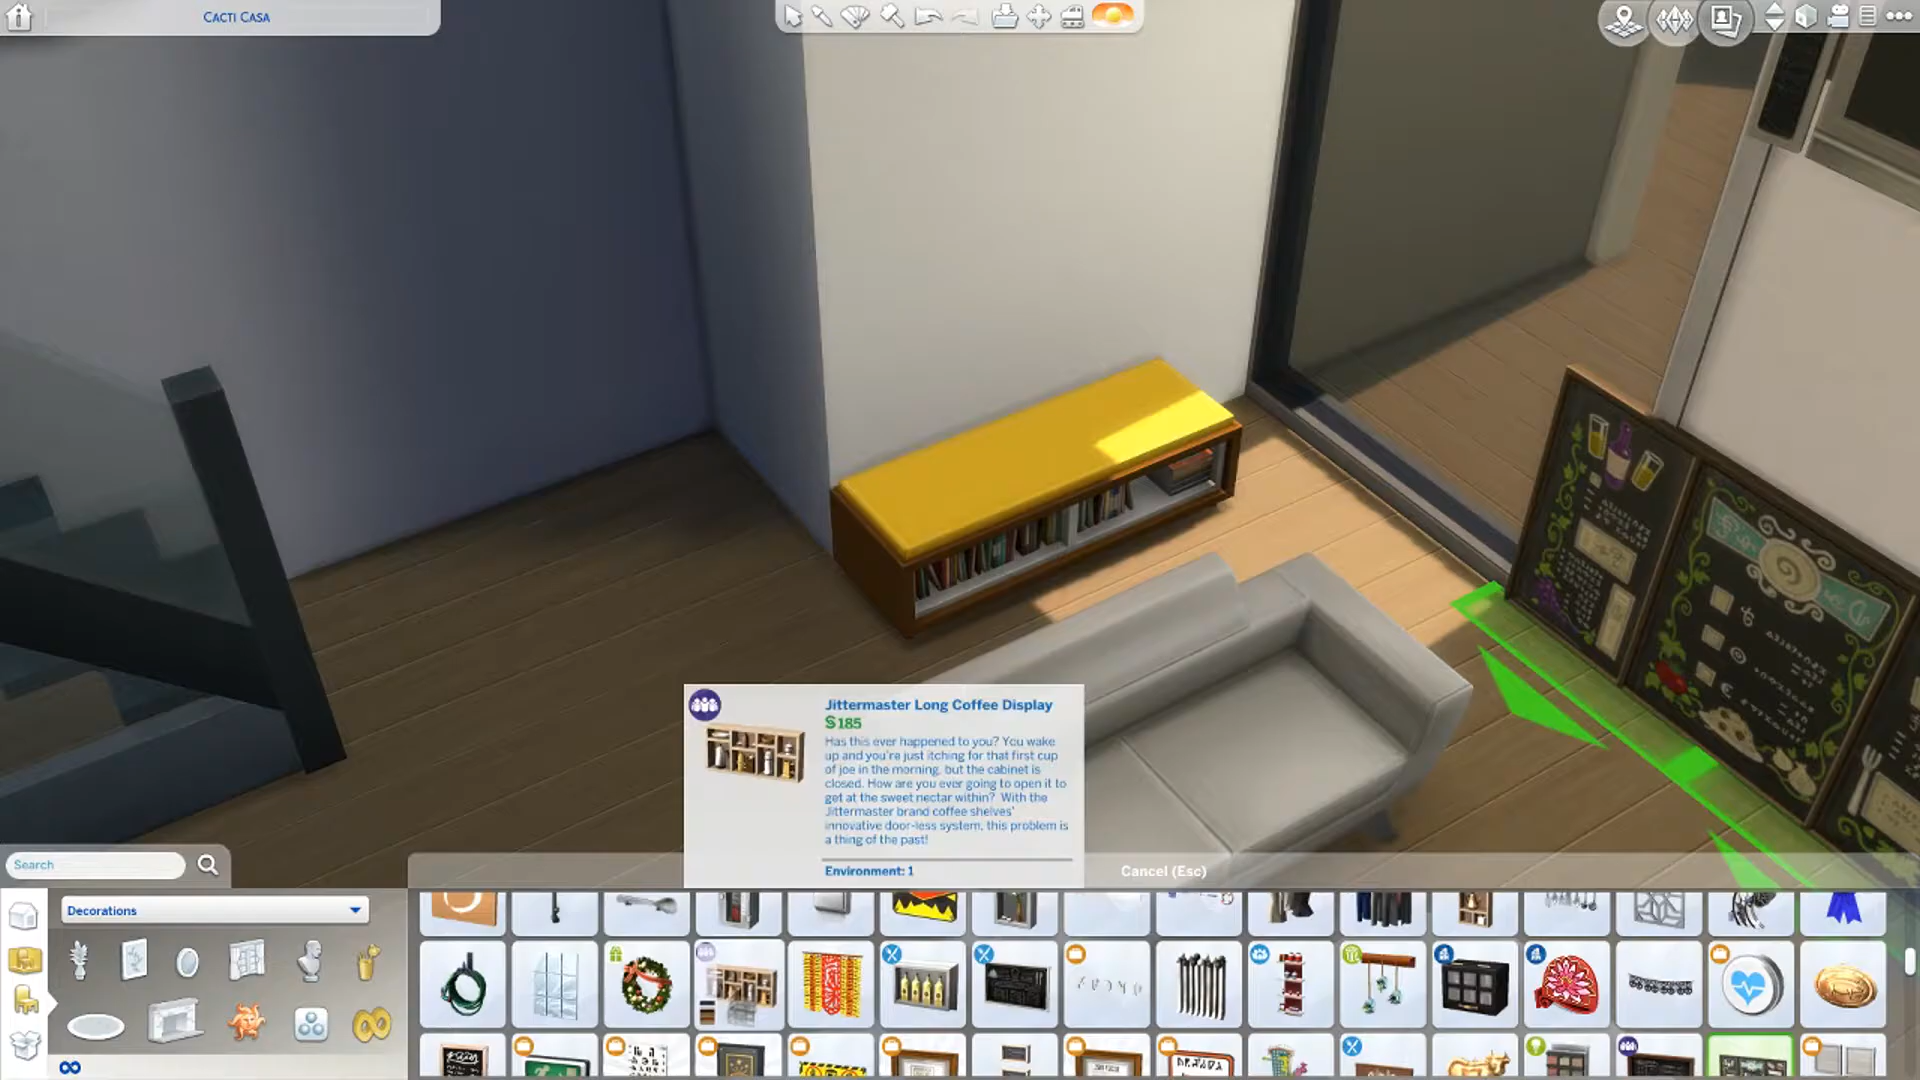 CACTI CASA
Jittermaster Long Coffee Display
§185
Has this ever happened to you? You wake
up and you're just itching for that first cup
of joe in the morning, but the cabinet is
closed. How are you ever going to open it to
get at the sweet nectar within? With the
Jittermaster brand coffee shelves'
innovative door-less system, this problem is
a thing of the past!
Environment: 1
Cancel (Esc)
Search
Decorations